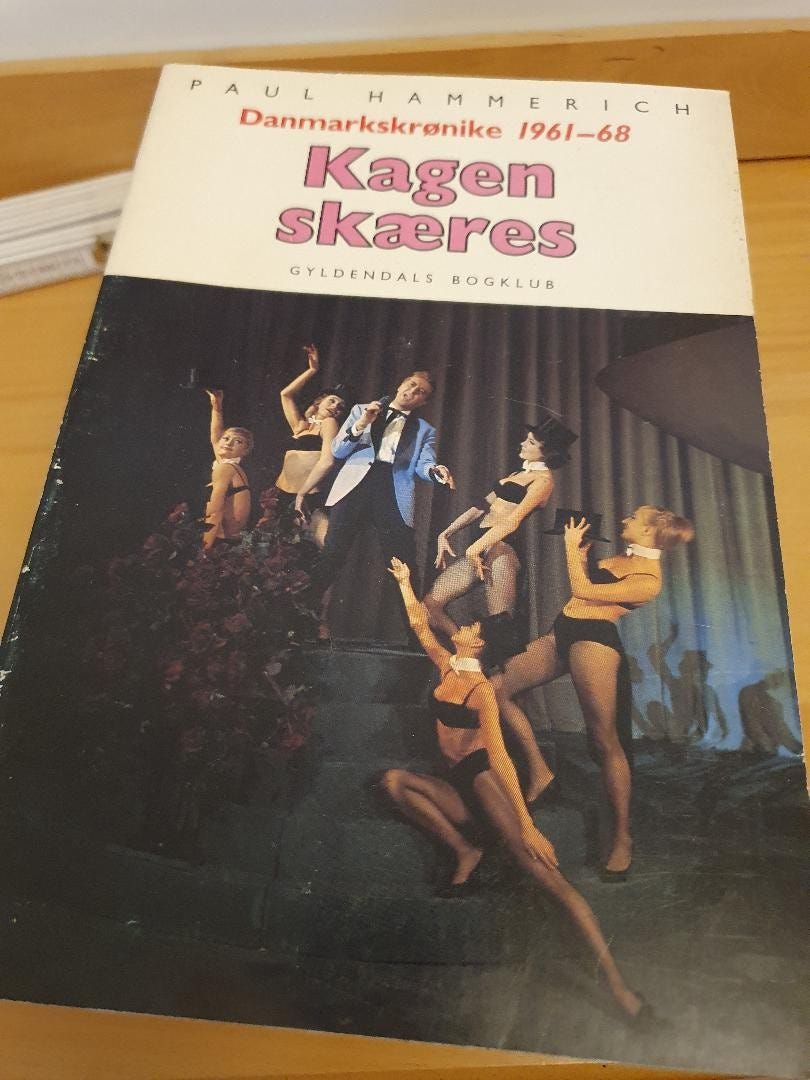 PAUL HAMMERICH
Danmarkskrønike 1961–68
Kagen
skæres
GYLDENDALS BOGKLUB